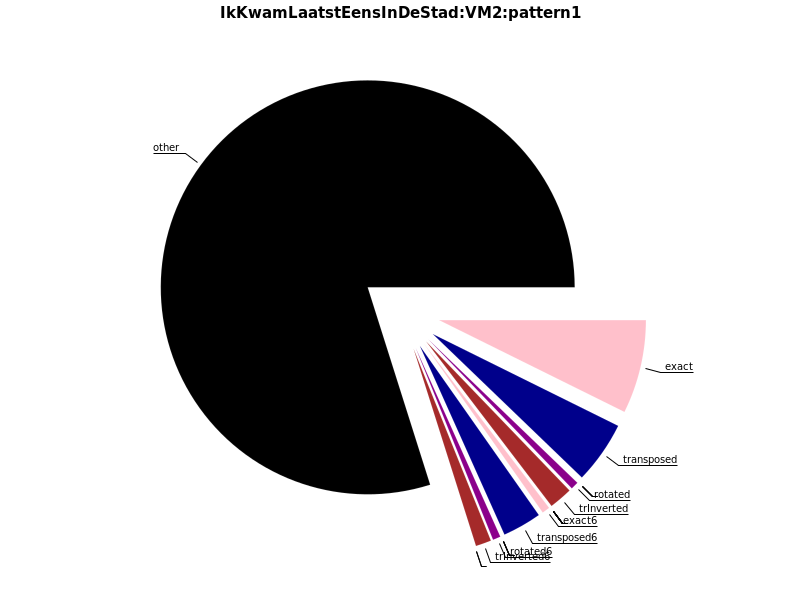 IkKwamLaatstEensInDeStad:VM2:pattern1
other
exact
transposed
rotated
trInverted
exact6
transposed6
rotated6
trInverted6